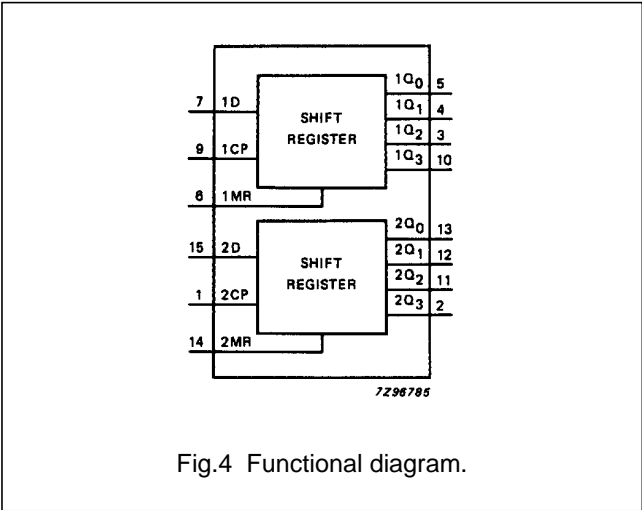 7 1D
9 1CP
6 1MR
SHIFT
REGISTER
1Q0 5
1Q1 4
1Q2 3
1Q3 10
15 2D
1 2CP
14 2MR
SHIFT
REGISTER
2Q0 13
2Q1 12
2Q2 11
2Q3 2
7Z96785
Fig.4 Functional diagram.